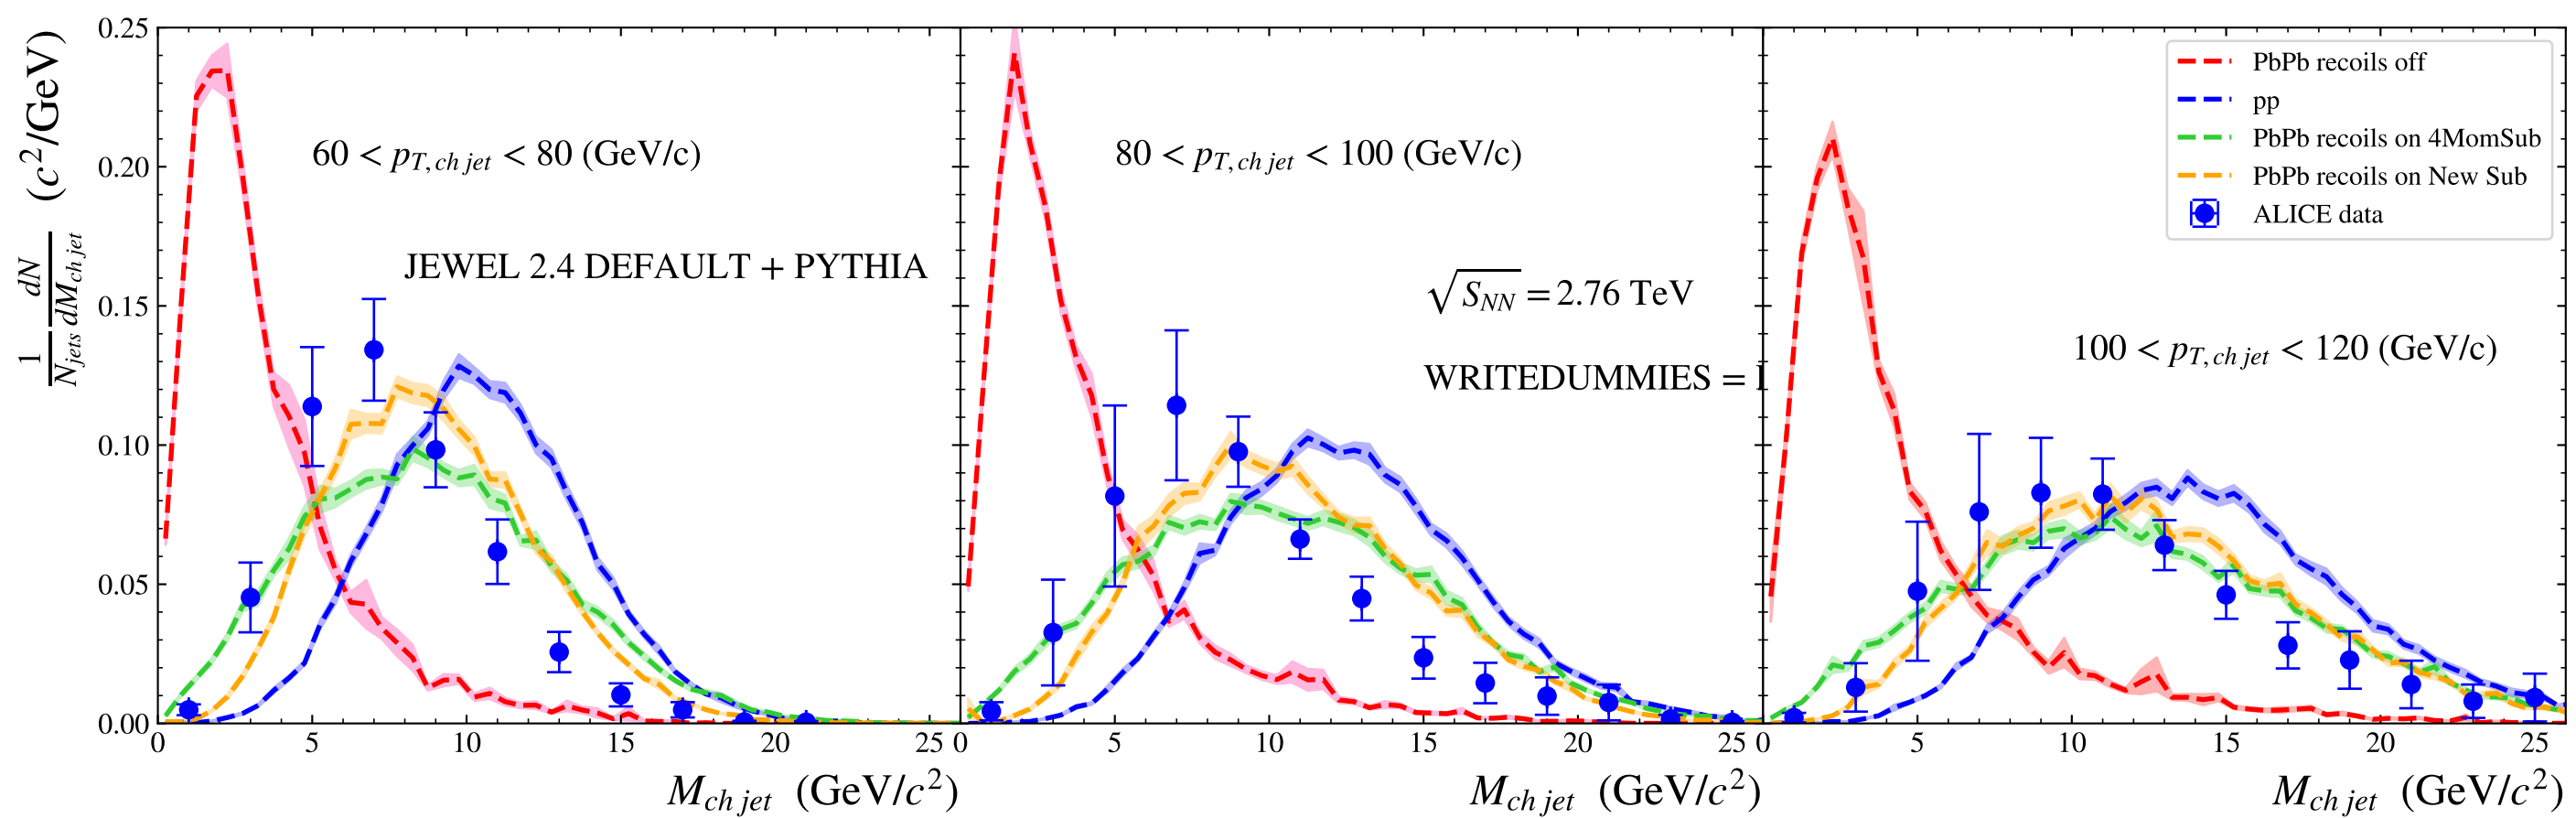 1/N_{jets} dN/dM_{ch jet} (c^2/GeV)
0.25
0.20
0.15
0.10
0.05
0.00
60 < p_{T, ch jet} < 80 (GeV/c)
JEWEL 2.4 DEFAULT + PYTHIA
0 5 10 15 20 25
M_{ch jet} (GeV/c^2)
80 < p_{T, ch jet} < 100 (GeV/c)
√S_{NN} = 2.76 TeV
WRITEDUMMIES =
0 5 10 15 20 25
M_{ch jet} (GeV/c^2)
PbPb recoils off
pp
PbPb recoils on 4MomSub
PbPb recoils on New Sub
ALICE data
100 < p_{T, ch jet} < 120 (GeV/c)
0 5 10 15 20 25
M_{ch jet} (GeV/c^2)